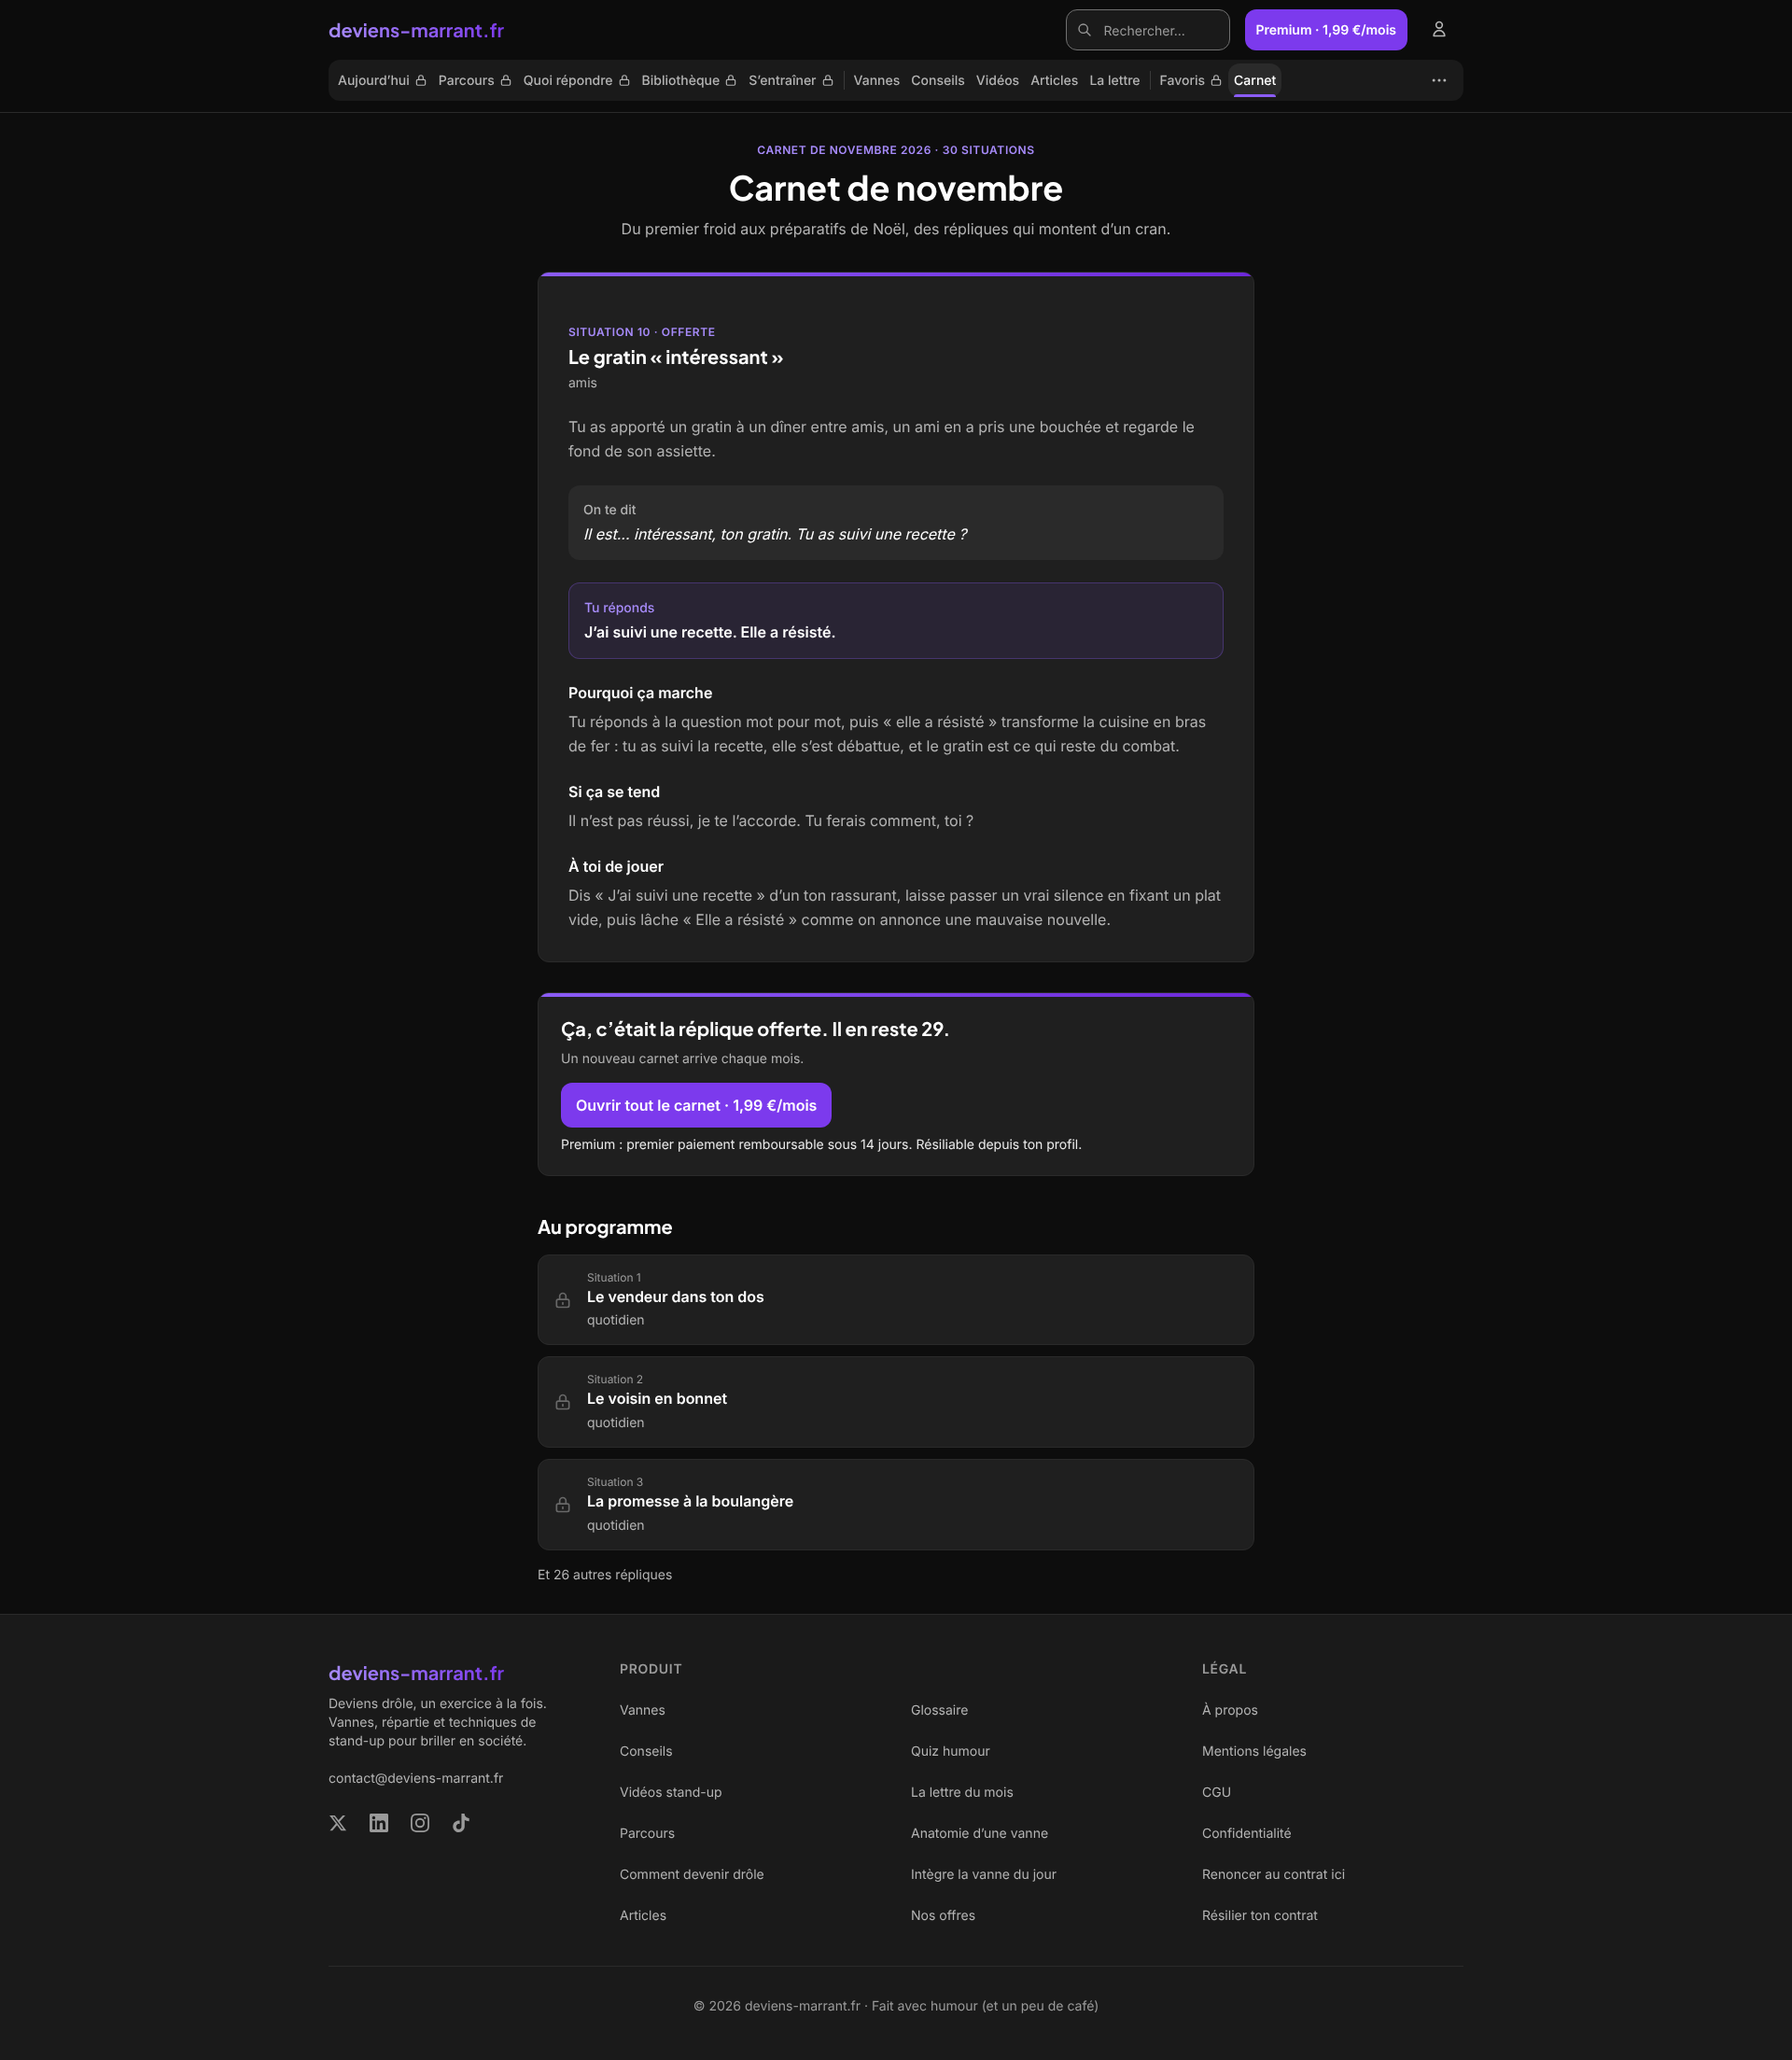 deviens-marrant.fr
Rechercher...
Premium · 1,99 €/mois
Aujourd’hui
Parcours
Quoi répondre
Bibliothèque
S’entraîner
Vannes
Conseils
Vidéos
Articles
La lettre
Favoris
Carnet
CARNET DE NOVEMBRE 2026 · 30 SITUATIONS
Carnet de novembre
Du premier froid aux préparatifs de Noël, des répliques qui montent d’un cran.
SITUATION 10 · OFFERTE
Le gratin « intéressant »
amis
Tu as apporté un gratin à un dîner entre amis, un ami en a pris une bouchée et regarde le
fond de son assiette.
On te dit
Il est… intéressant, ton gratin. Tu as suivi une recette ?
Tu réponds
J’ai suivi une recette. Elle a résisté.
Pourquoi ça marche
Tu réponds à la question mot pour mot, puis « elle a résisté » transforme la cuisine en bras
de fer : tu as suivi la recette, elle s’est débattue, et le gratin est ce qui reste du combat.
Si ça se tend
Il n’est pas réussi, je te l’accorde. Tu ferais comment, toi ?
À toi de jouer
Dis « J’ai suivi une recette » d’un ton rassurant, laisse passer un vrai silence en fixant un plat
vide, puis lâche « Elle a résisté » comme on annonce une mauvaise nouvelle.
Ça, c’était la réplique offerte. Il en reste 29.
Un nouveau carnet arrive chaque mois.
Ouvrir tout le carnet · 1,99 €/mois
Premium : premier paiement remboursable sous 14 jours. Résiliable depuis ton profil.
Au programme
Situation 1
Le vendeur dans ton dos
quotidien
Situation 2
Le voisin en bonnet
quotidien
Situation 3
La promesse à la boulangère
quotidien
Et 26 autres répliques
deviens-marrant.fr
Deviens drôle, un exercice à la fois.
Vannes, répartie et techniques de
stand-up pour briller en société.
contact@deviens-marrant.fr
PRODUIT
Vannes
Conseils
Vidéos stand-up
Parcours
Comment devenir drôle
Articles
Glossaire
Quiz humour
La lettre du mois
Anatomie d’une vanne
Intègre la vanne du jour
Nos offres
LÉGAL
À propos
Mentions légales
CGU
Confidentialité
Renoncer au contrat ici
Résilier ton contrat
© 2026 deviens-marrant.fr · Fait avec humour (et un peu de café)